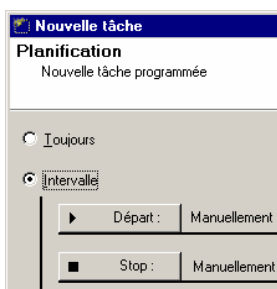 Nouvelle tâche
Planification
Nouvelle tâche programmée
Toujours
Intervalle
Départ : Manuellement
Stop : Manuellement